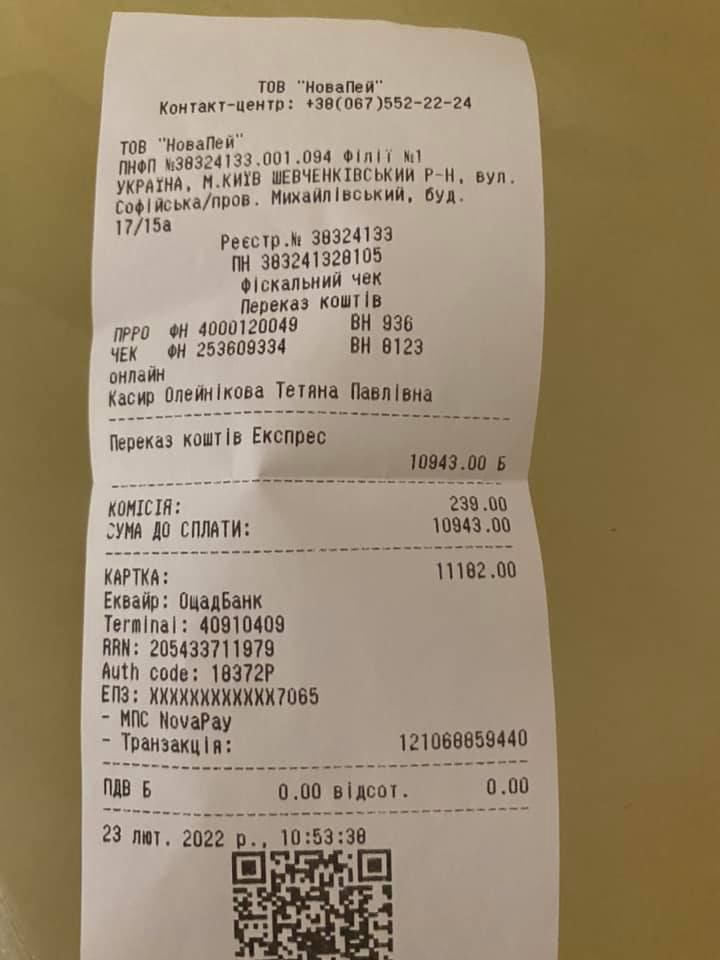 ТОВ "НоваПей"
Контакт-центр: +38(067)552-22-24
ТОВ "НоваПей"
ПНФП №38324133.001.094 Філії №1
УКРАЇНА, М.КИЇВ ШЕВЧЕНКІВСЬКИЙ Р-Н, вул.
Софійська/пров. Михайлівський, буд.
17/15а
Реєстр.№ 38324133
ПН 383241328105
Фіскальний чек
Переказ коштів
ПРРО ФН 4000120049 ВН 936
ЧЕК ФН 253609334 ВН 8123
онлайн
Касир Олейнікова Тетяна Павлівна
Переказ коштів Експрес
10943.00 Б
КОМІСІЯ: 239.00
СУМА ДО СПЛАТИ: 10943.00
КАРТКА: 11182.00
Еквайр: ОщадБанк
Terminal: 40910409
RRN: 205433711979
Auth code: 18372P
ЕПЗ: XXXXXXXXXXXX7065
- МПС NovaPay
- Транзакція: 121068859440
ПДВ Б 0.00 відсот. 0.00
23 лют. 2022 р., 10:53:38